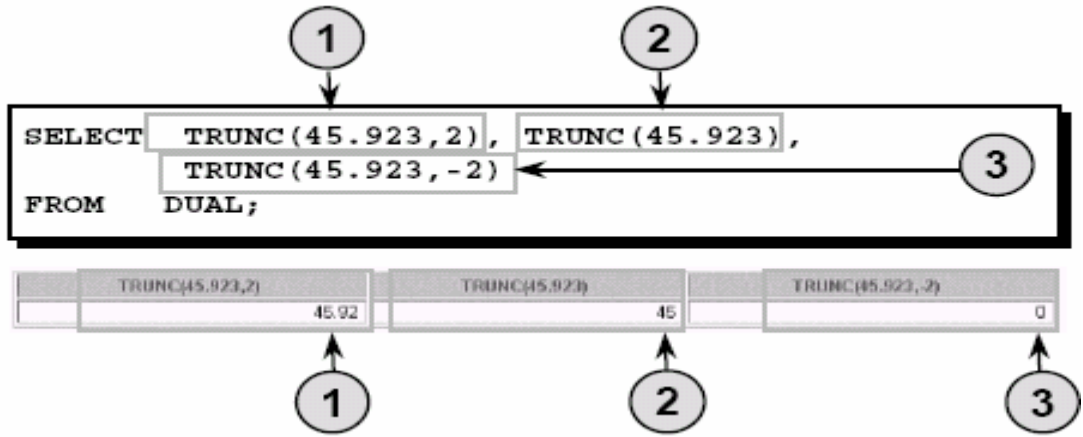 1 2
SELECT TRUNC(45.923,2), TRUNC(45.923),
TRUNC(45.923,-2) 3
FROM DUAL;
TRUNC(45.923,2) TRUNC(45.923) TRUNC(45.923,-2)
45.92 45 0
1 2 3